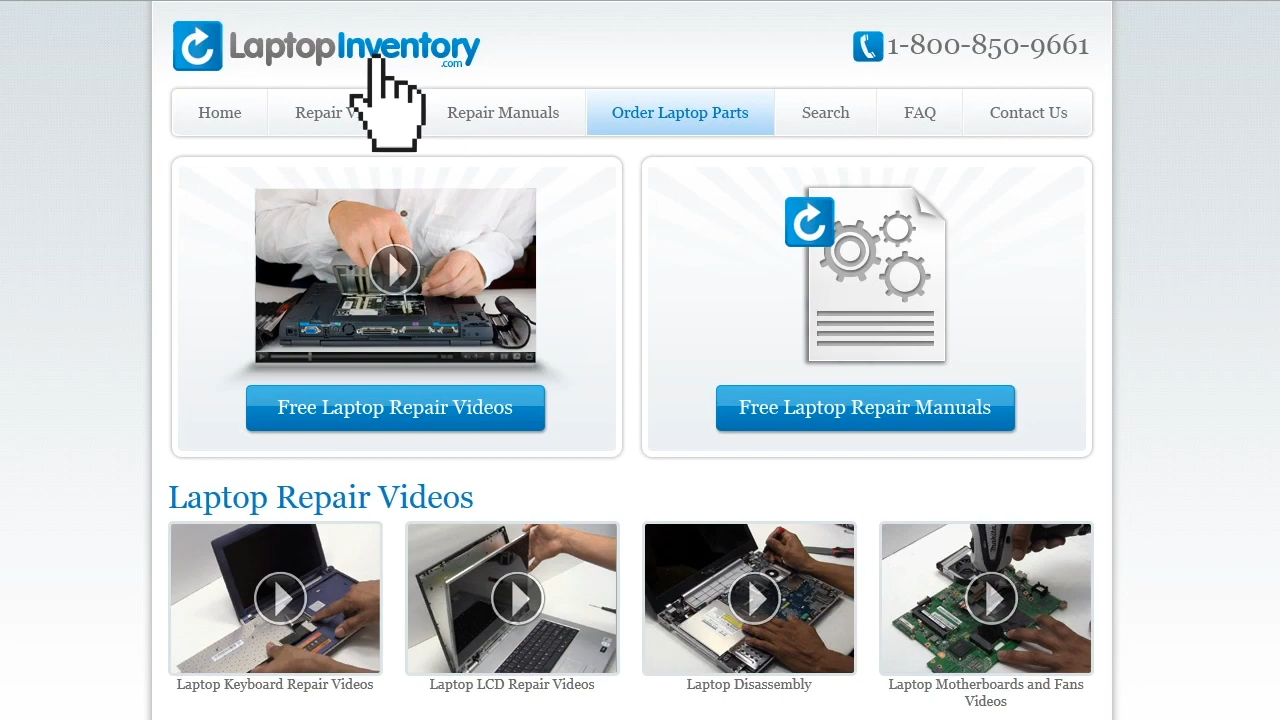 LaptopInventory
.com
1-800-850-9661
Home
Repair V
Repair Manuals
Order Laptop Parts
Search
FAQ
Contact Us
Free Laptop Repair Videos
Free Laptop Repair Manuals
Laptop Repair Videos
Laptop Keyboard Repair Videos
Laptop LCD Repair Videos
Laptop Disassembly
Laptop Motherboards and Fans
Videos